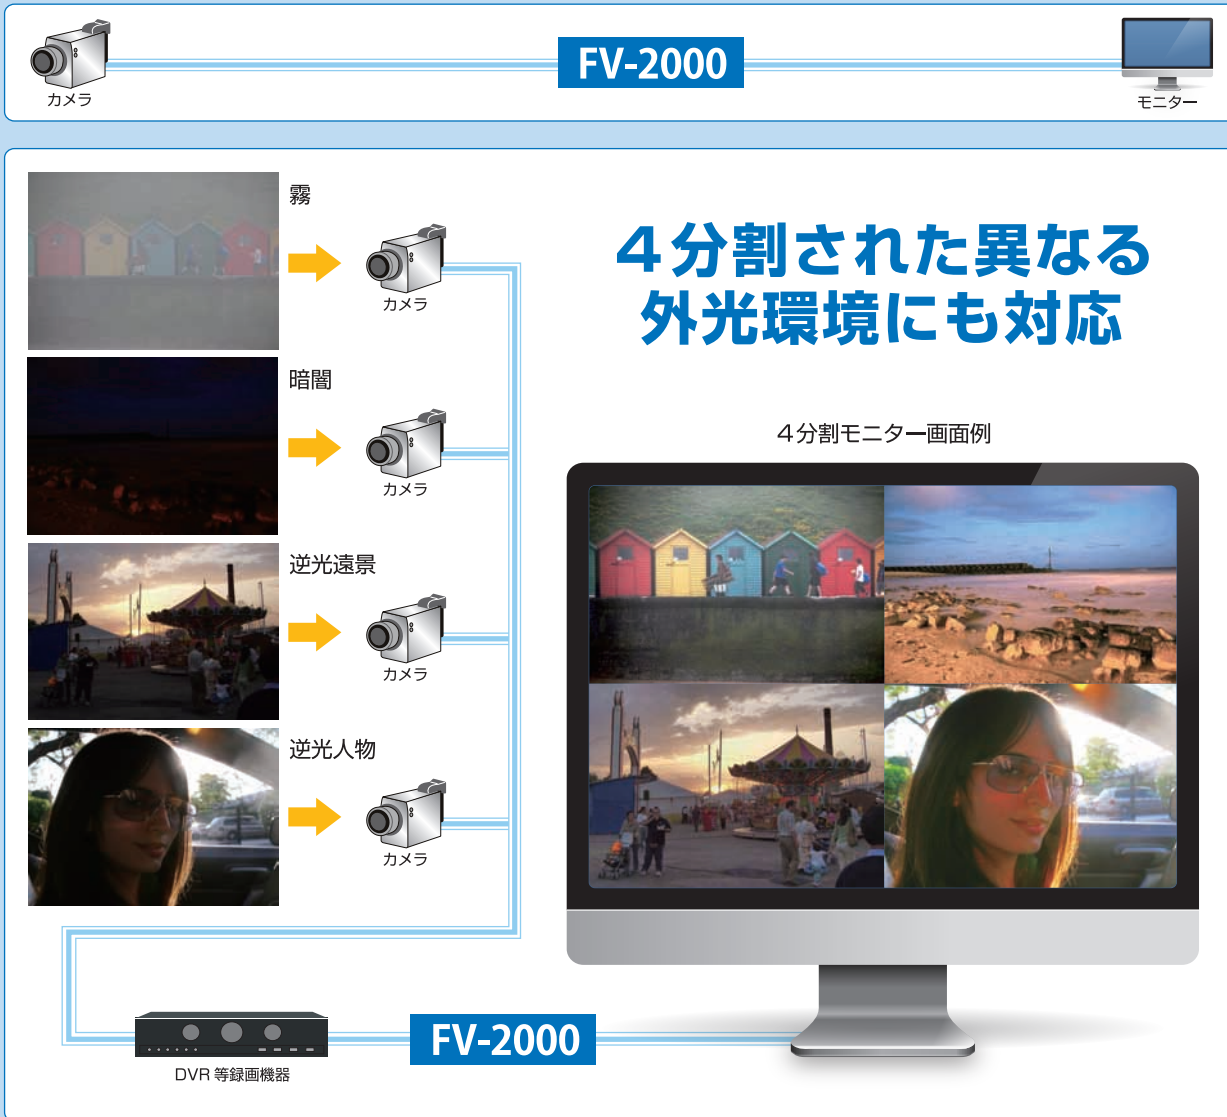 FV-2000
カメラ
モニター
霧
カメラ
4分割された異なる
外光環境にも対応
暗闇
カメラ
4分割モニター画面例
逆光遠景
カメラ
逆光人物
カメラ
FV-2000
DVR 等録画機器